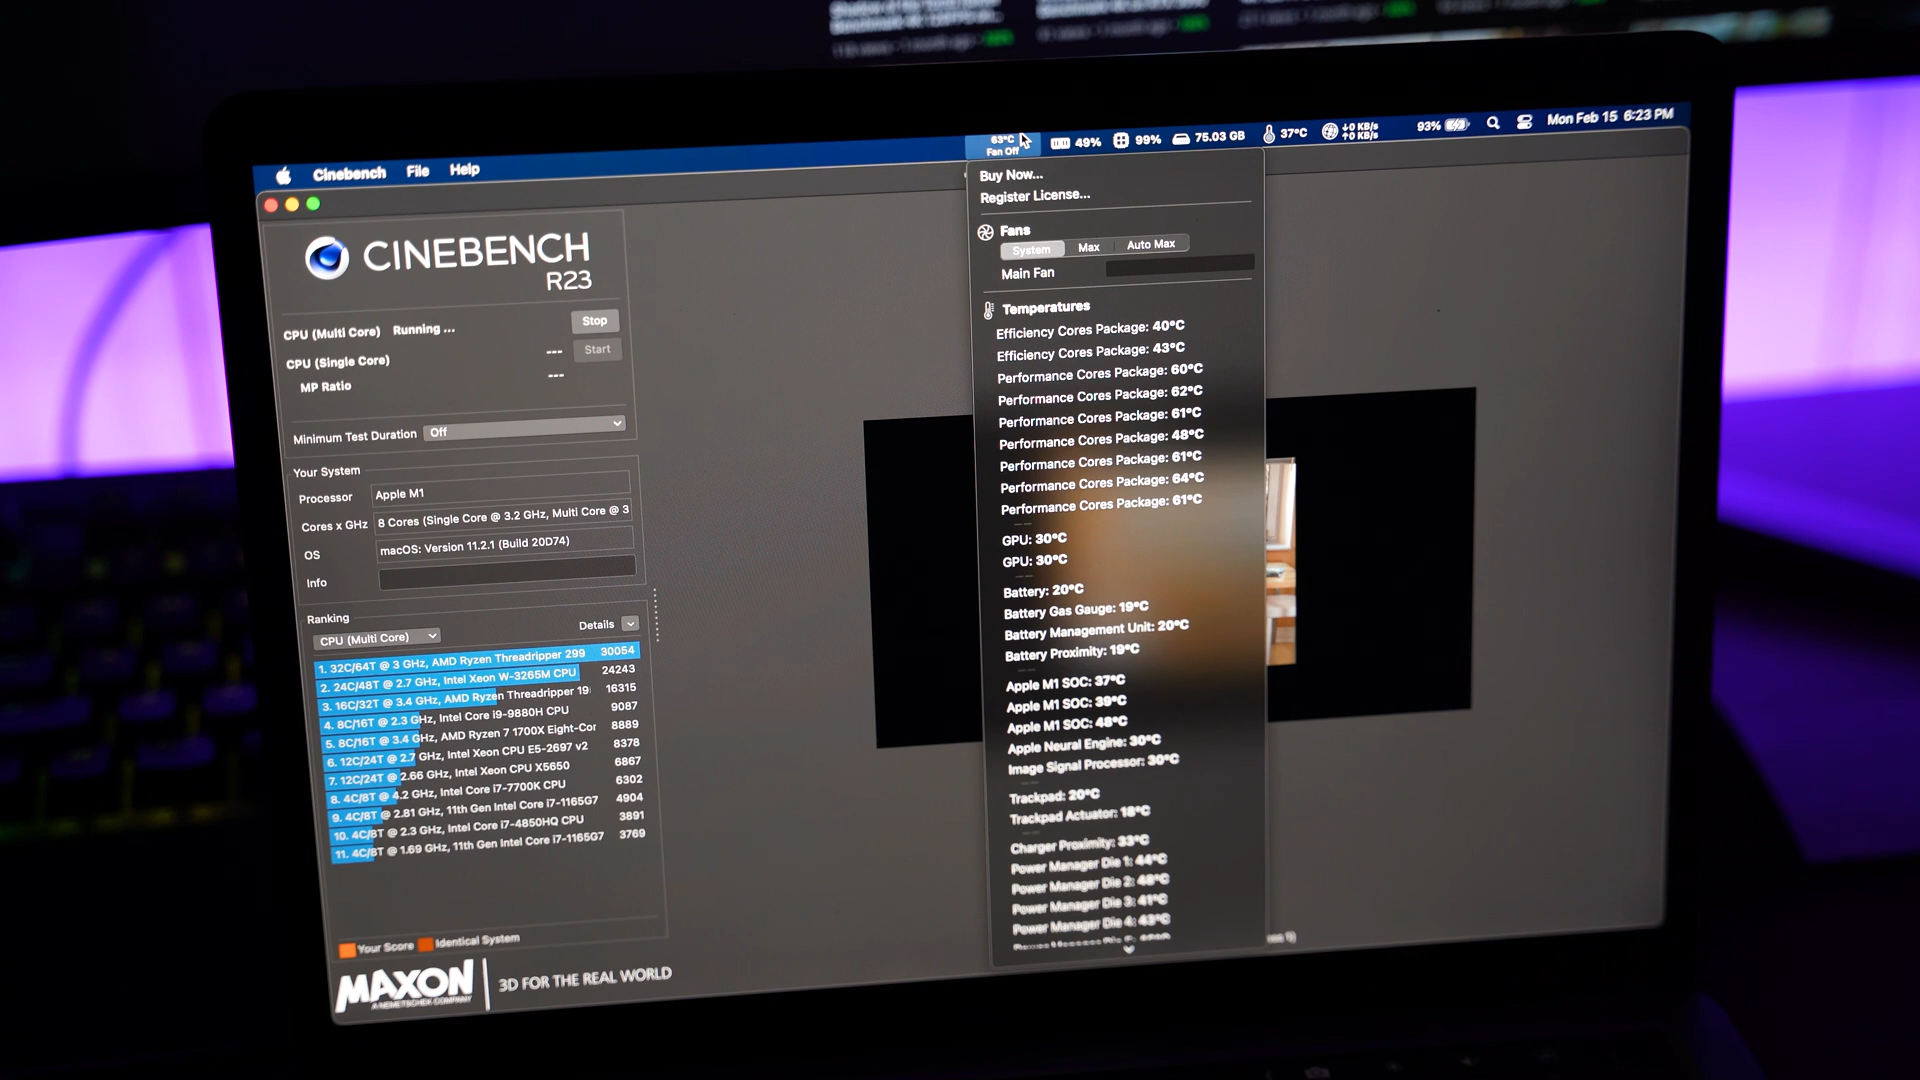 63°C
Fan Off
49%
99%
75.03 GB
37°C
↓0 KB/s
↑0 KB/s
93%
Mon Feb 15 6:23 PM
Cinebench File Help
CINEBENCH
R23
CPU (Multi Core) Running ...
Stop
CPU (Single Core) ---
Start
MP Ratio ---
Minimum Test Duration Off
Your System
Processor Apple M1
Cores x GHz 8 Cores (Single Core @ 3.2 GHz, Multi Core @ 3
OS macOS: Version 11.2.1 (Build 20D74)
Info
Ranking
CPU (Multi Core)
Details
1. 32C/64T @ 3 GHz, AMD Ryzen Threadripper 299 30054
2. 24C/48T @ 2.7 GHz, Intel Xeon W-3265M CPU 24243
3. 16C/32T @ 3.4 GHz, AMD Ryzen Threadripper 19 16315
4. 8C/16T @ 2.3 GHz, Intel Core i9-9880H CPU 9087
5. 8C/16T @ 3.4 GHz, AMD Ryzen 7 1700X Eight-Cor 8889
6. 12C/24T @ 2.7 GHz, Intel Xeon CPU E5-2697 v2 8378
7. 12C/24T @ 2.66 GHz, Intel Xeon CPU X5650 6867
8. 4C/8T @ 4.2 GHz, Intel Core i7-7700K CPU 6302
9. 4C/8T @ 2.81 GHz, 11th Gen Intel Core i7-1165G7 4904
10. 4C/8T @ 2.3 GHz, Intel Core i7-4850HQ CPU 3891
11. 4C/8T @ 1.69 GHz, 11th Gen Intel Core i7-1165G7 3769
Your Score
Identical System
MAXON
A NEMETSCHEK COMPANY
3D FOR THE REAL WORLD
Buy Now...
Register License...
Fans
System Max Auto Max
Main Fan
Temperatures
Efficiency Cores Package: 40°C
Efficiency Cores Package: 43°C
Performance Cores Package: 60°C
Performance Cores Package: 62°C
Performance Cores Package: 61°C
Performance Cores Package: 48°C
Performance Cores Package: 61°C
Performance Cores Package: 64°C
Performance Cores Package: 61°C
GPU: 30°C
GPU: 30°C
Battery: 20°C
Battery Gas Gauge: 19°C
Battery Management Unit: 20°C
Battery Proximity: 19°C
Apple M1 SOC: 37°C
Apple M1 SOC: 39°C
Apple M1 SOC: 48°C
Apple Neural Engine: 30°C
Image Signal Processor: 30°C
Trackpad: 20°C
Trackpad Actuator: 18°C
Charger Proximity: 33°C
Power Manager Die 1: 44°C
Power Manager Die 2: 48°C
Power Manager Die 3: 41°C
Power Manager Die 4: 43°C